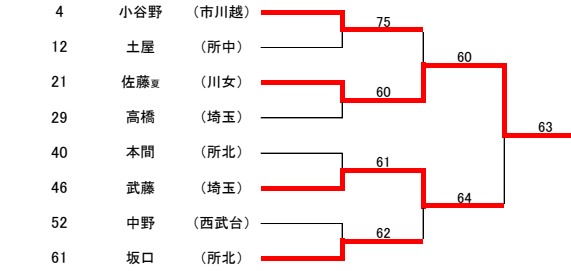 4 小谷野 (市川越)
75
12 土屋 (所中)
60
21 佐藤夏 (川女)
60
29 高橋 (埼玉)
63
40 本間 (所北)
61
46 武藤 (埼玉)
64
52 中野 (西武台)
62
61 坂口 (所北)